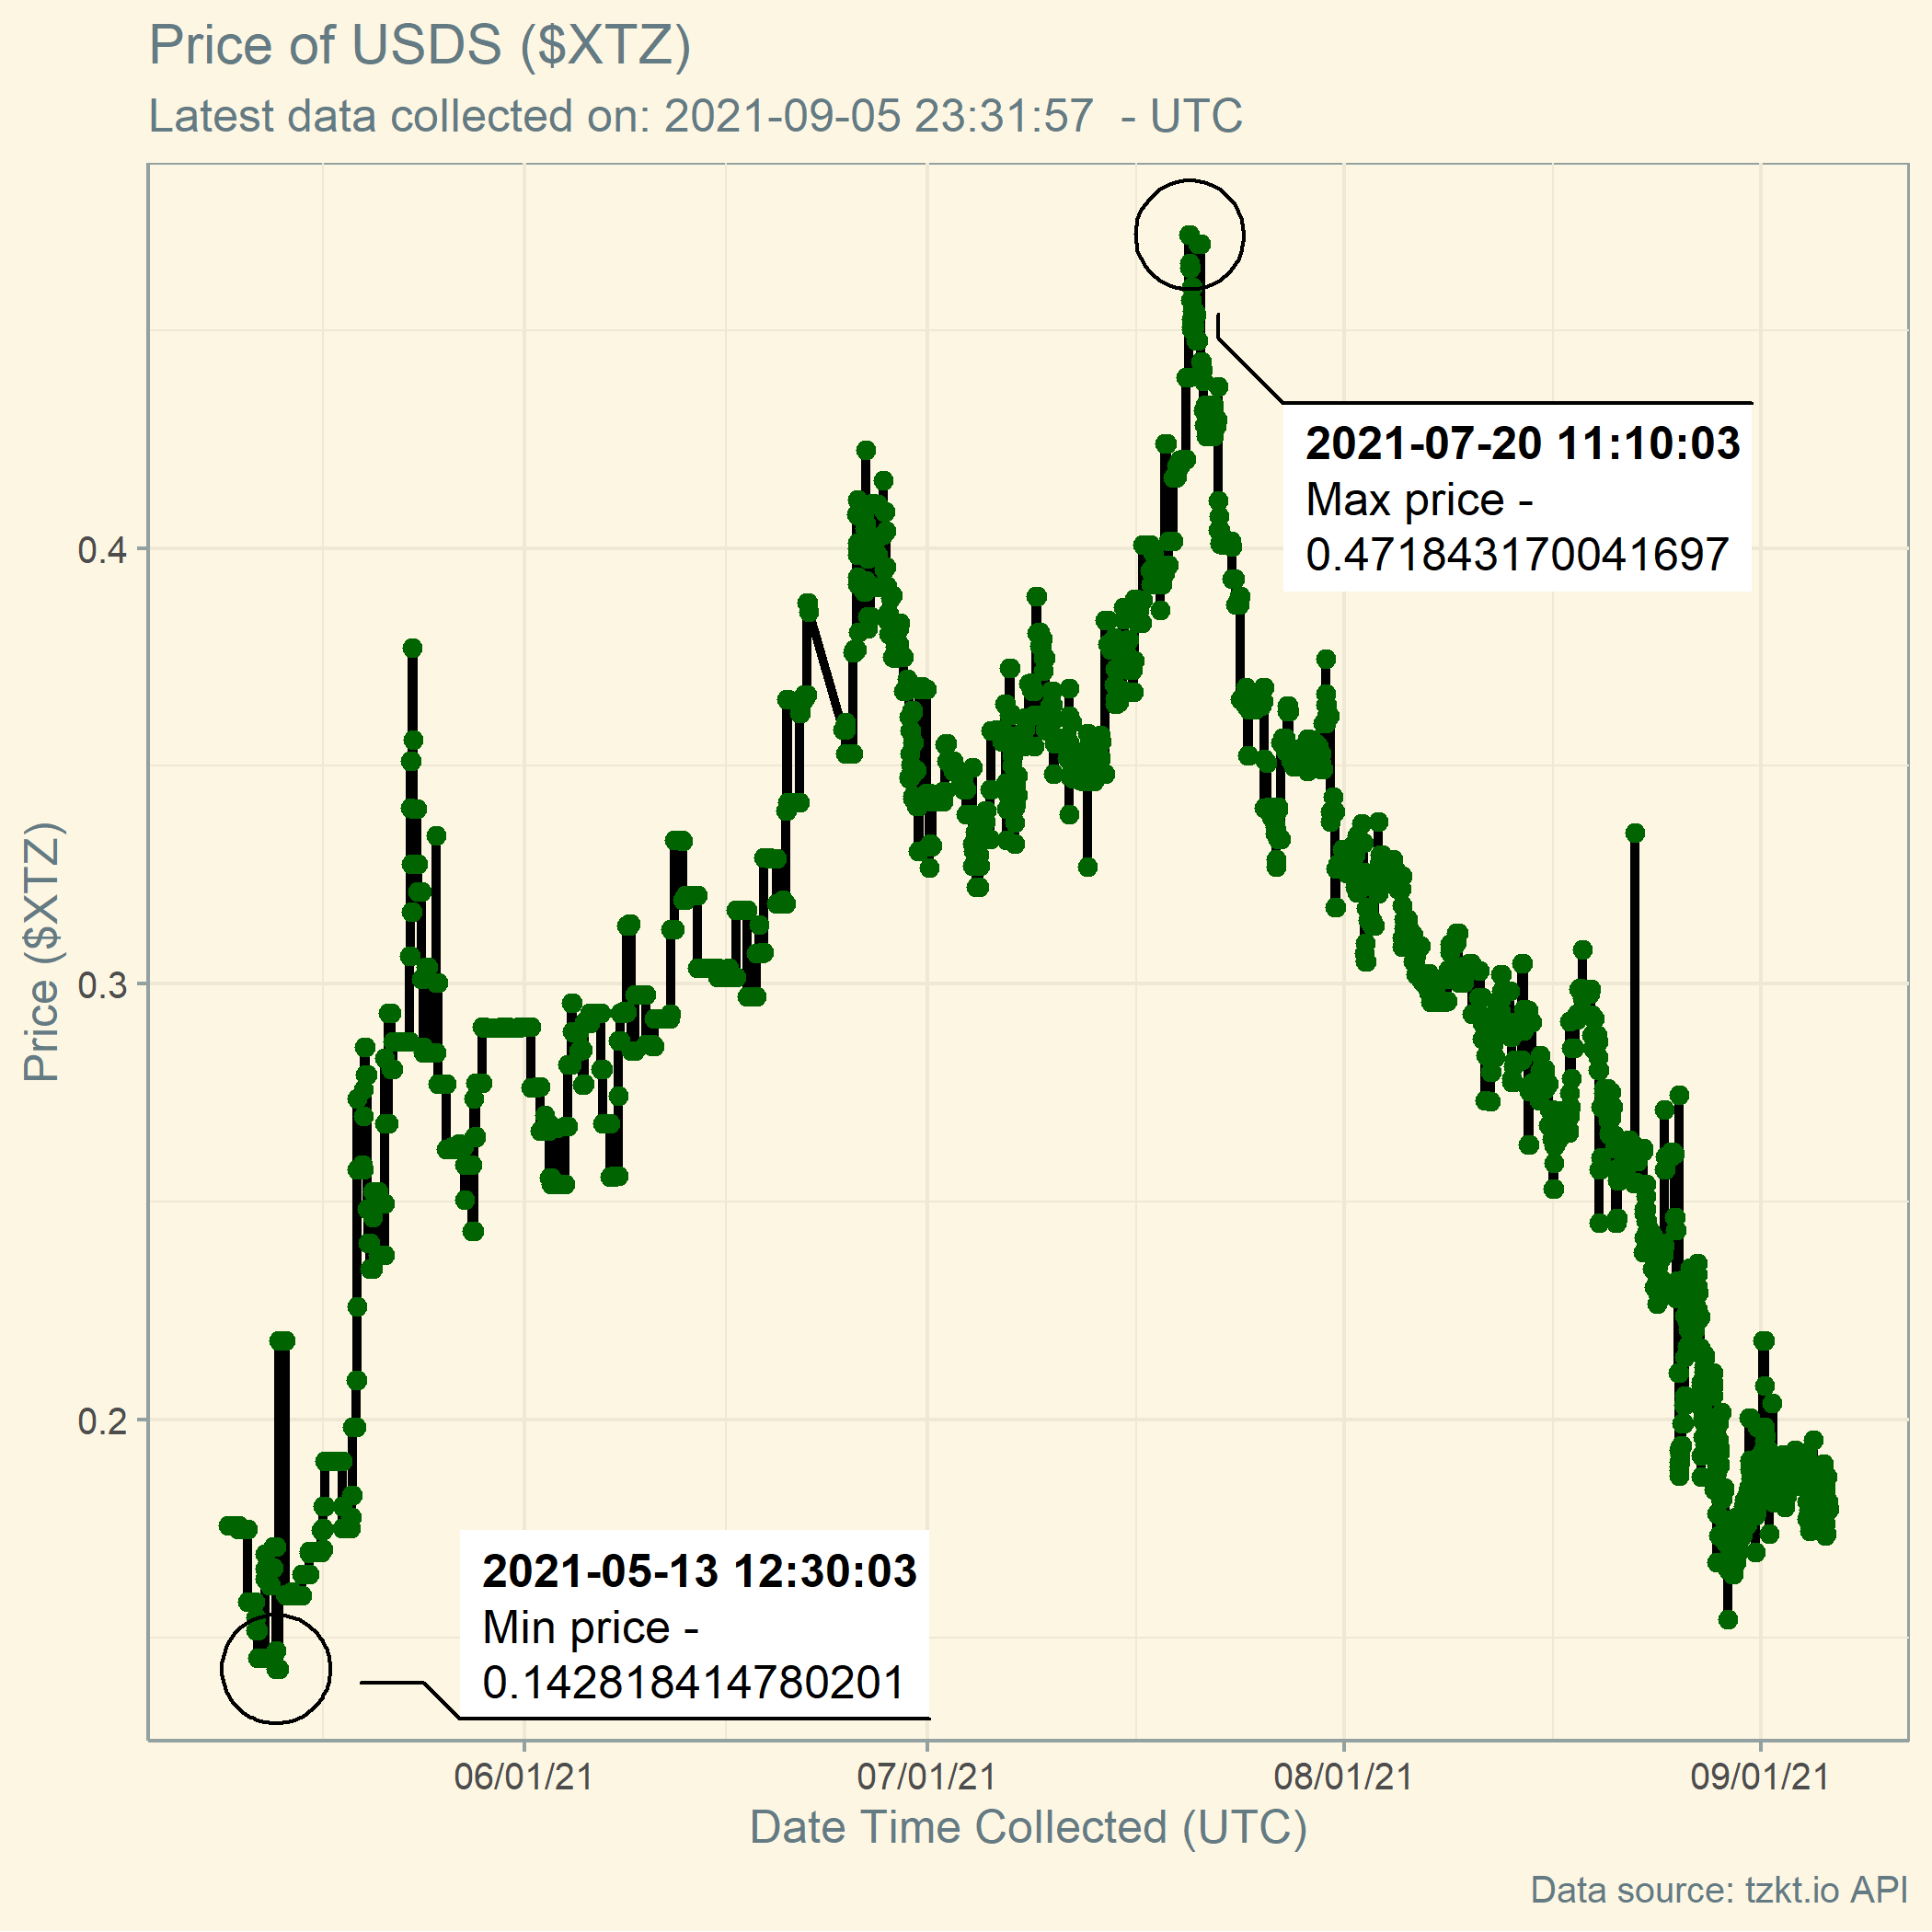 Price of USDS ($XTZ)
Latest data collected on: 2021-09-05 23:31:57  - UTC
2021-07-20 11:10:03
Max price -
0.471843170041697
0.4
0.3
0.2
Price ($XTZ)
2021-05-13 12:30:03
Min price -
0.142818414780201
06/01/21
07/01/21
08/01/21
09/01/21
Date Time Collected (UTC)
Data source: tzkt.io API